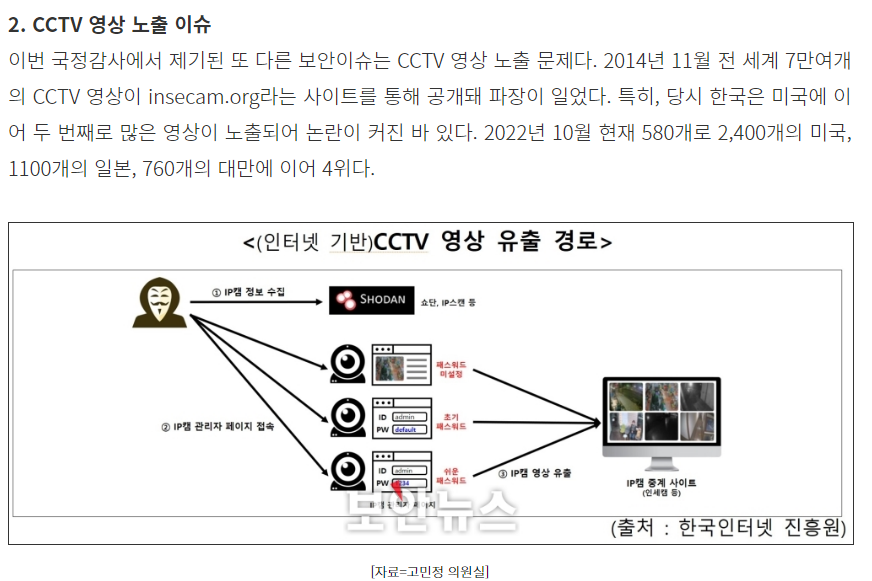 2. CCTV 영상 노출 이슈
이번 국정감사에서 제기된 또 다른 보안이슈는 CCTV 영상 노출 문제다. 2014년 11월 전 세계 7만여개
의 CCTV 영상이 insecam.org라는 사이트를 통해 공개돼 파장이 일었다. 특히, 당시 한국은 미국에 이
어 두 번째로 많은 영상이 노출되어 논란이 커진 바 있다. 2022년 10월 현재 580개로 2,400개의 미국,
1100개의 일본, 760개의 대만에 이어 4위다.
<(인터넷 기반)CCTV 영상 유출 경로>
① IP캠 정보 수집
SHODAN
쇼단, IP스캔 등
패스워드
미설정
② IP캠 관리자 페이지 접속
ID admin
PW default
초기
패스워드
ID admin
PW 1234
쉬운
패스워드
③ IP캠 영상 유출
IP캠 중계 사이트
(인세캠 등)
IP캠 관리자 페이지
보안뉴스
(출처 : 한국인터넷 진흥원)
[자료=고민정 의원실]